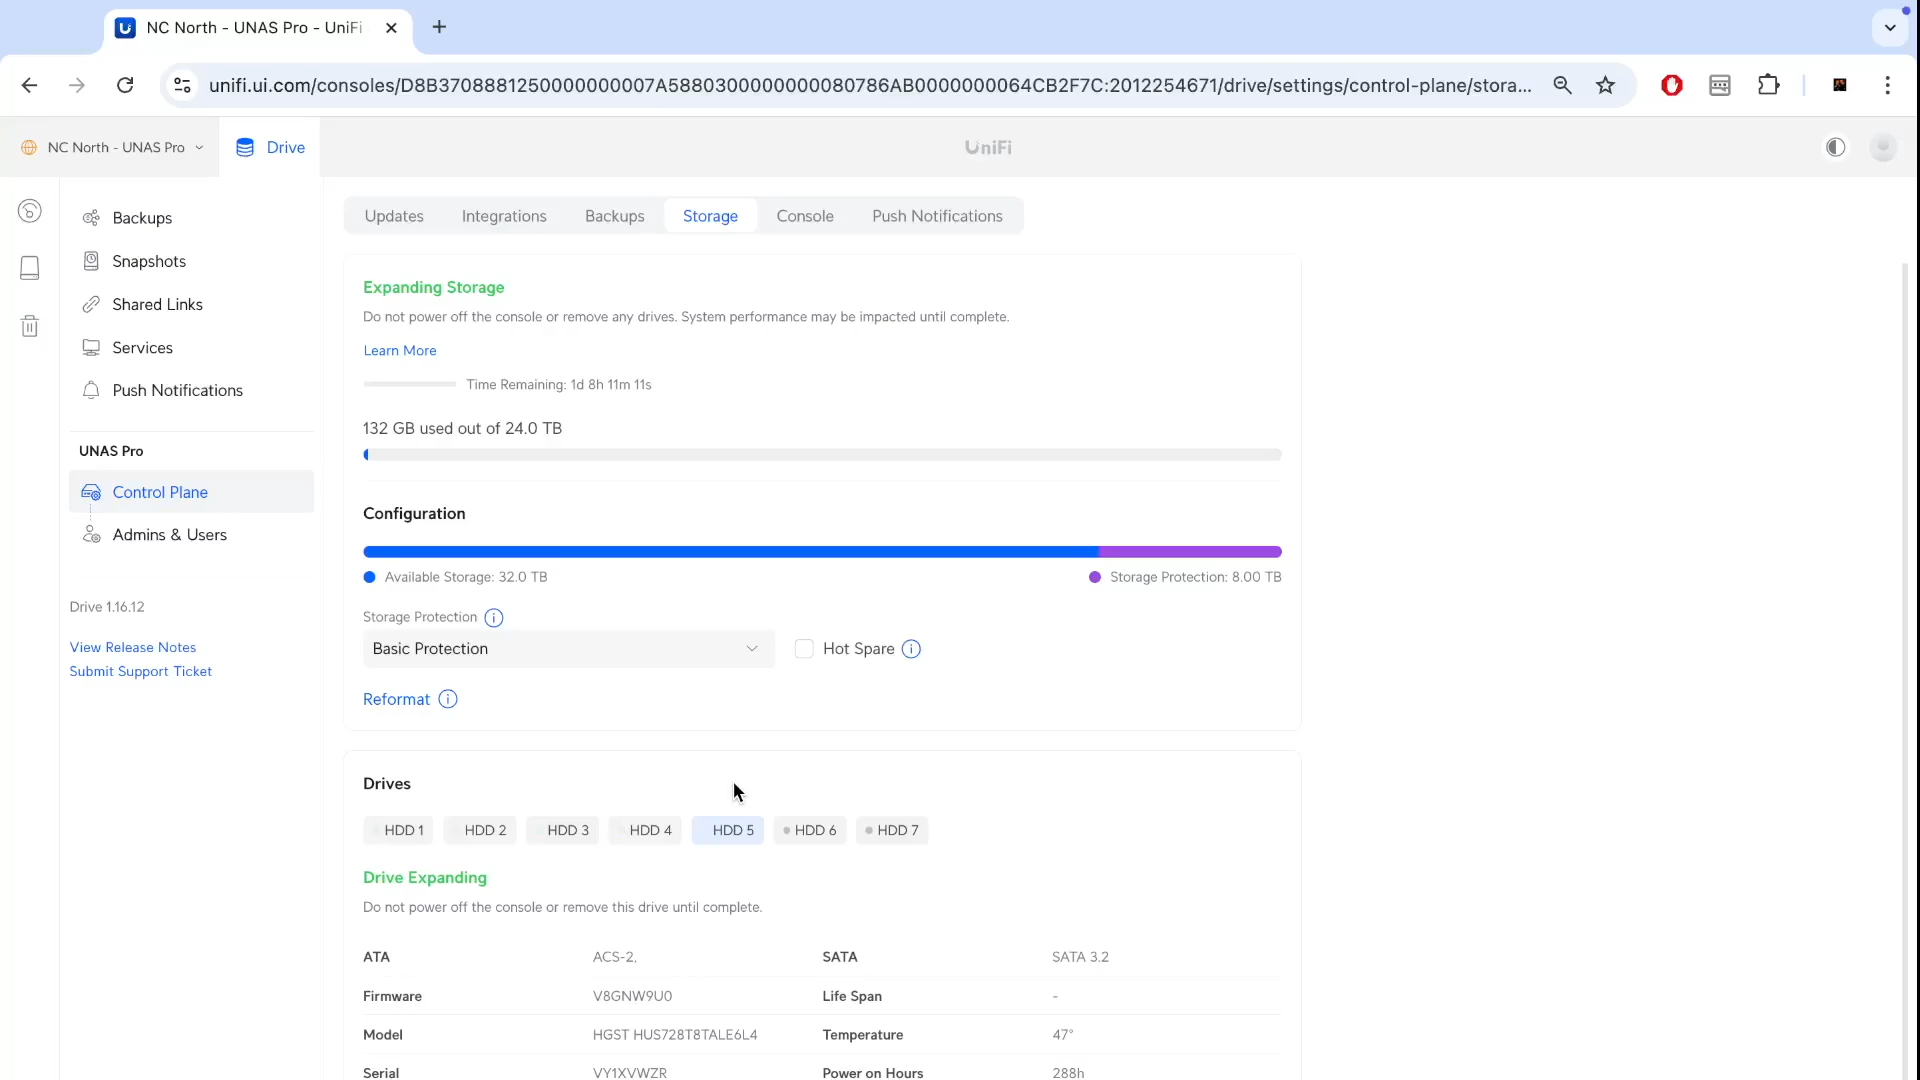 NC North - UNAS Pro - UniFi
unifi.ui.com/consoles/D8B3708881250000000007A5880300000000080786AB0000000064CB2F7C:2012254671/drive/settings/control-plane/stora...
NC North - UNAS Pro
Drive
UniFi
Backups
Snapshots
Shared Links
Services
Push Notifications
UNAS Pro
Control Plane
Admins & Users
Drive 1.16.12
View Release Notes
Submit Support Ticket
Updates Integrations Backups Storage Console Push Notifications
Expanding Storage
Do not power off the console or remove any drives. System performance may be impacted until complete.
Learn More
Time Remaining: 1d 8h 11m 11s
132 GB used out of 24.0 TB
Configuration
Available Storage: 32.0 TB Storage Protection: 8.00 TB
Storage Protection
Basic Protection Hot Spare
Reformat
Drives
HDD 1 HDD 2 HDD 3 HDD 4 HDD 5 HDD 6 HDD 7
Drive Expanding
Do not power off the console or remove this drive until complete.
ATA ACS-2, SATA SATA 3.2
Firmware V8GNW9U0 Life Span -
Model HGST HUS728T8TALE6L4 Temperature 47°
Serial VY1XVWZR Power on Hours 288h